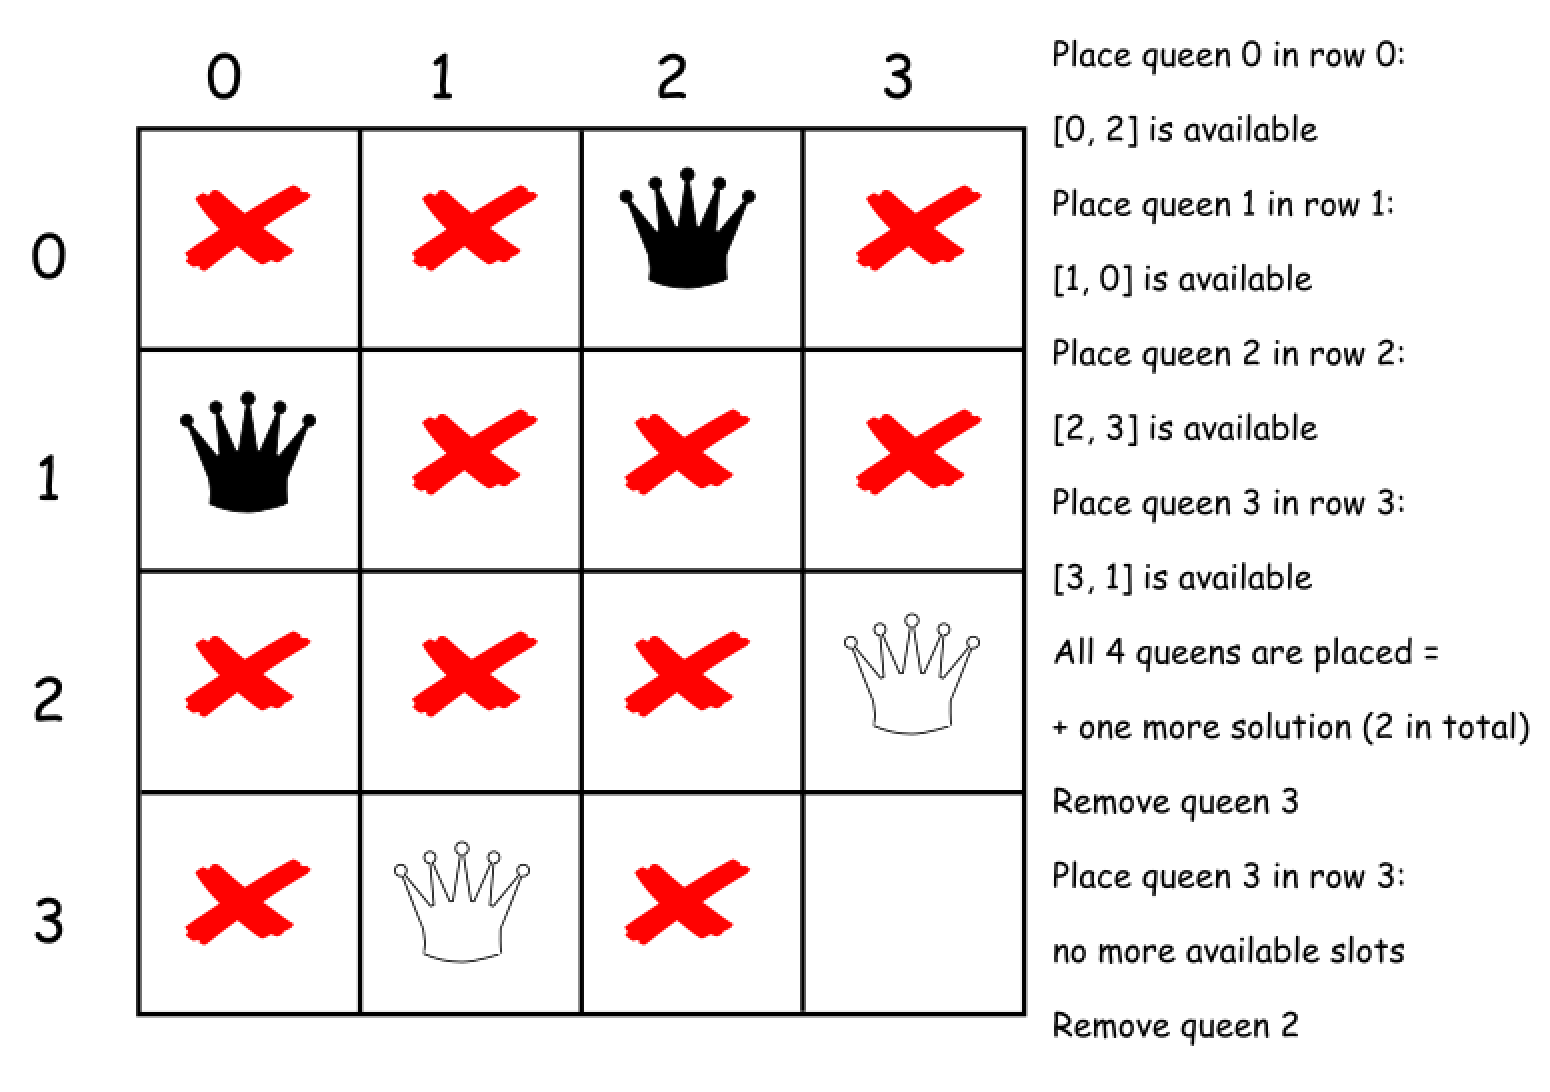 0 1 2 3
0
1
2
3
Place queen 0 in row 0:
[0, 2] is available
Place queen 1 in row 1:
[1, 0] is available
Place queen 2 in row 2:
[2, 3] is available
Place queen 3 in row 3:
[3, 1] is available
All 4 queens are placed =
+ one more solution (2 in total)
Remove queen 3
Place queen 3 in row 3:
no more available slots
Remove queen 2